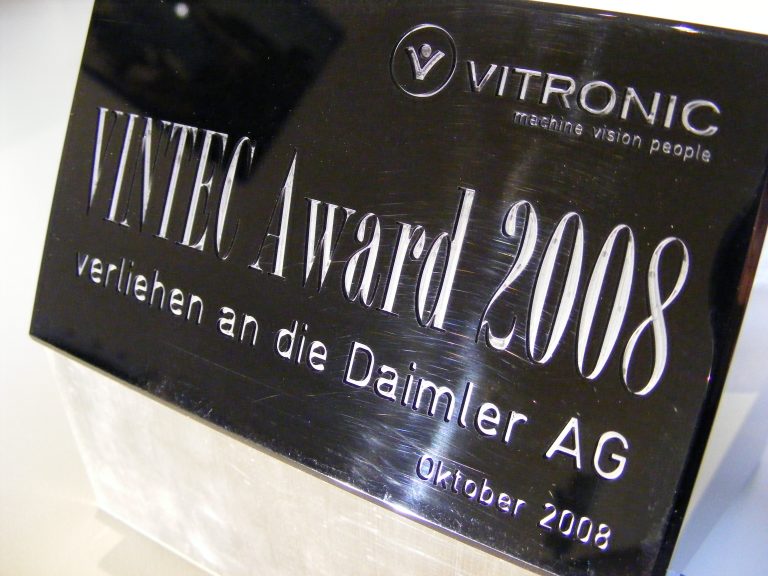 VITRONIC
machine vision people
VINTEC Award 2008
verliehen an die Daimler AG
Oktober 2008